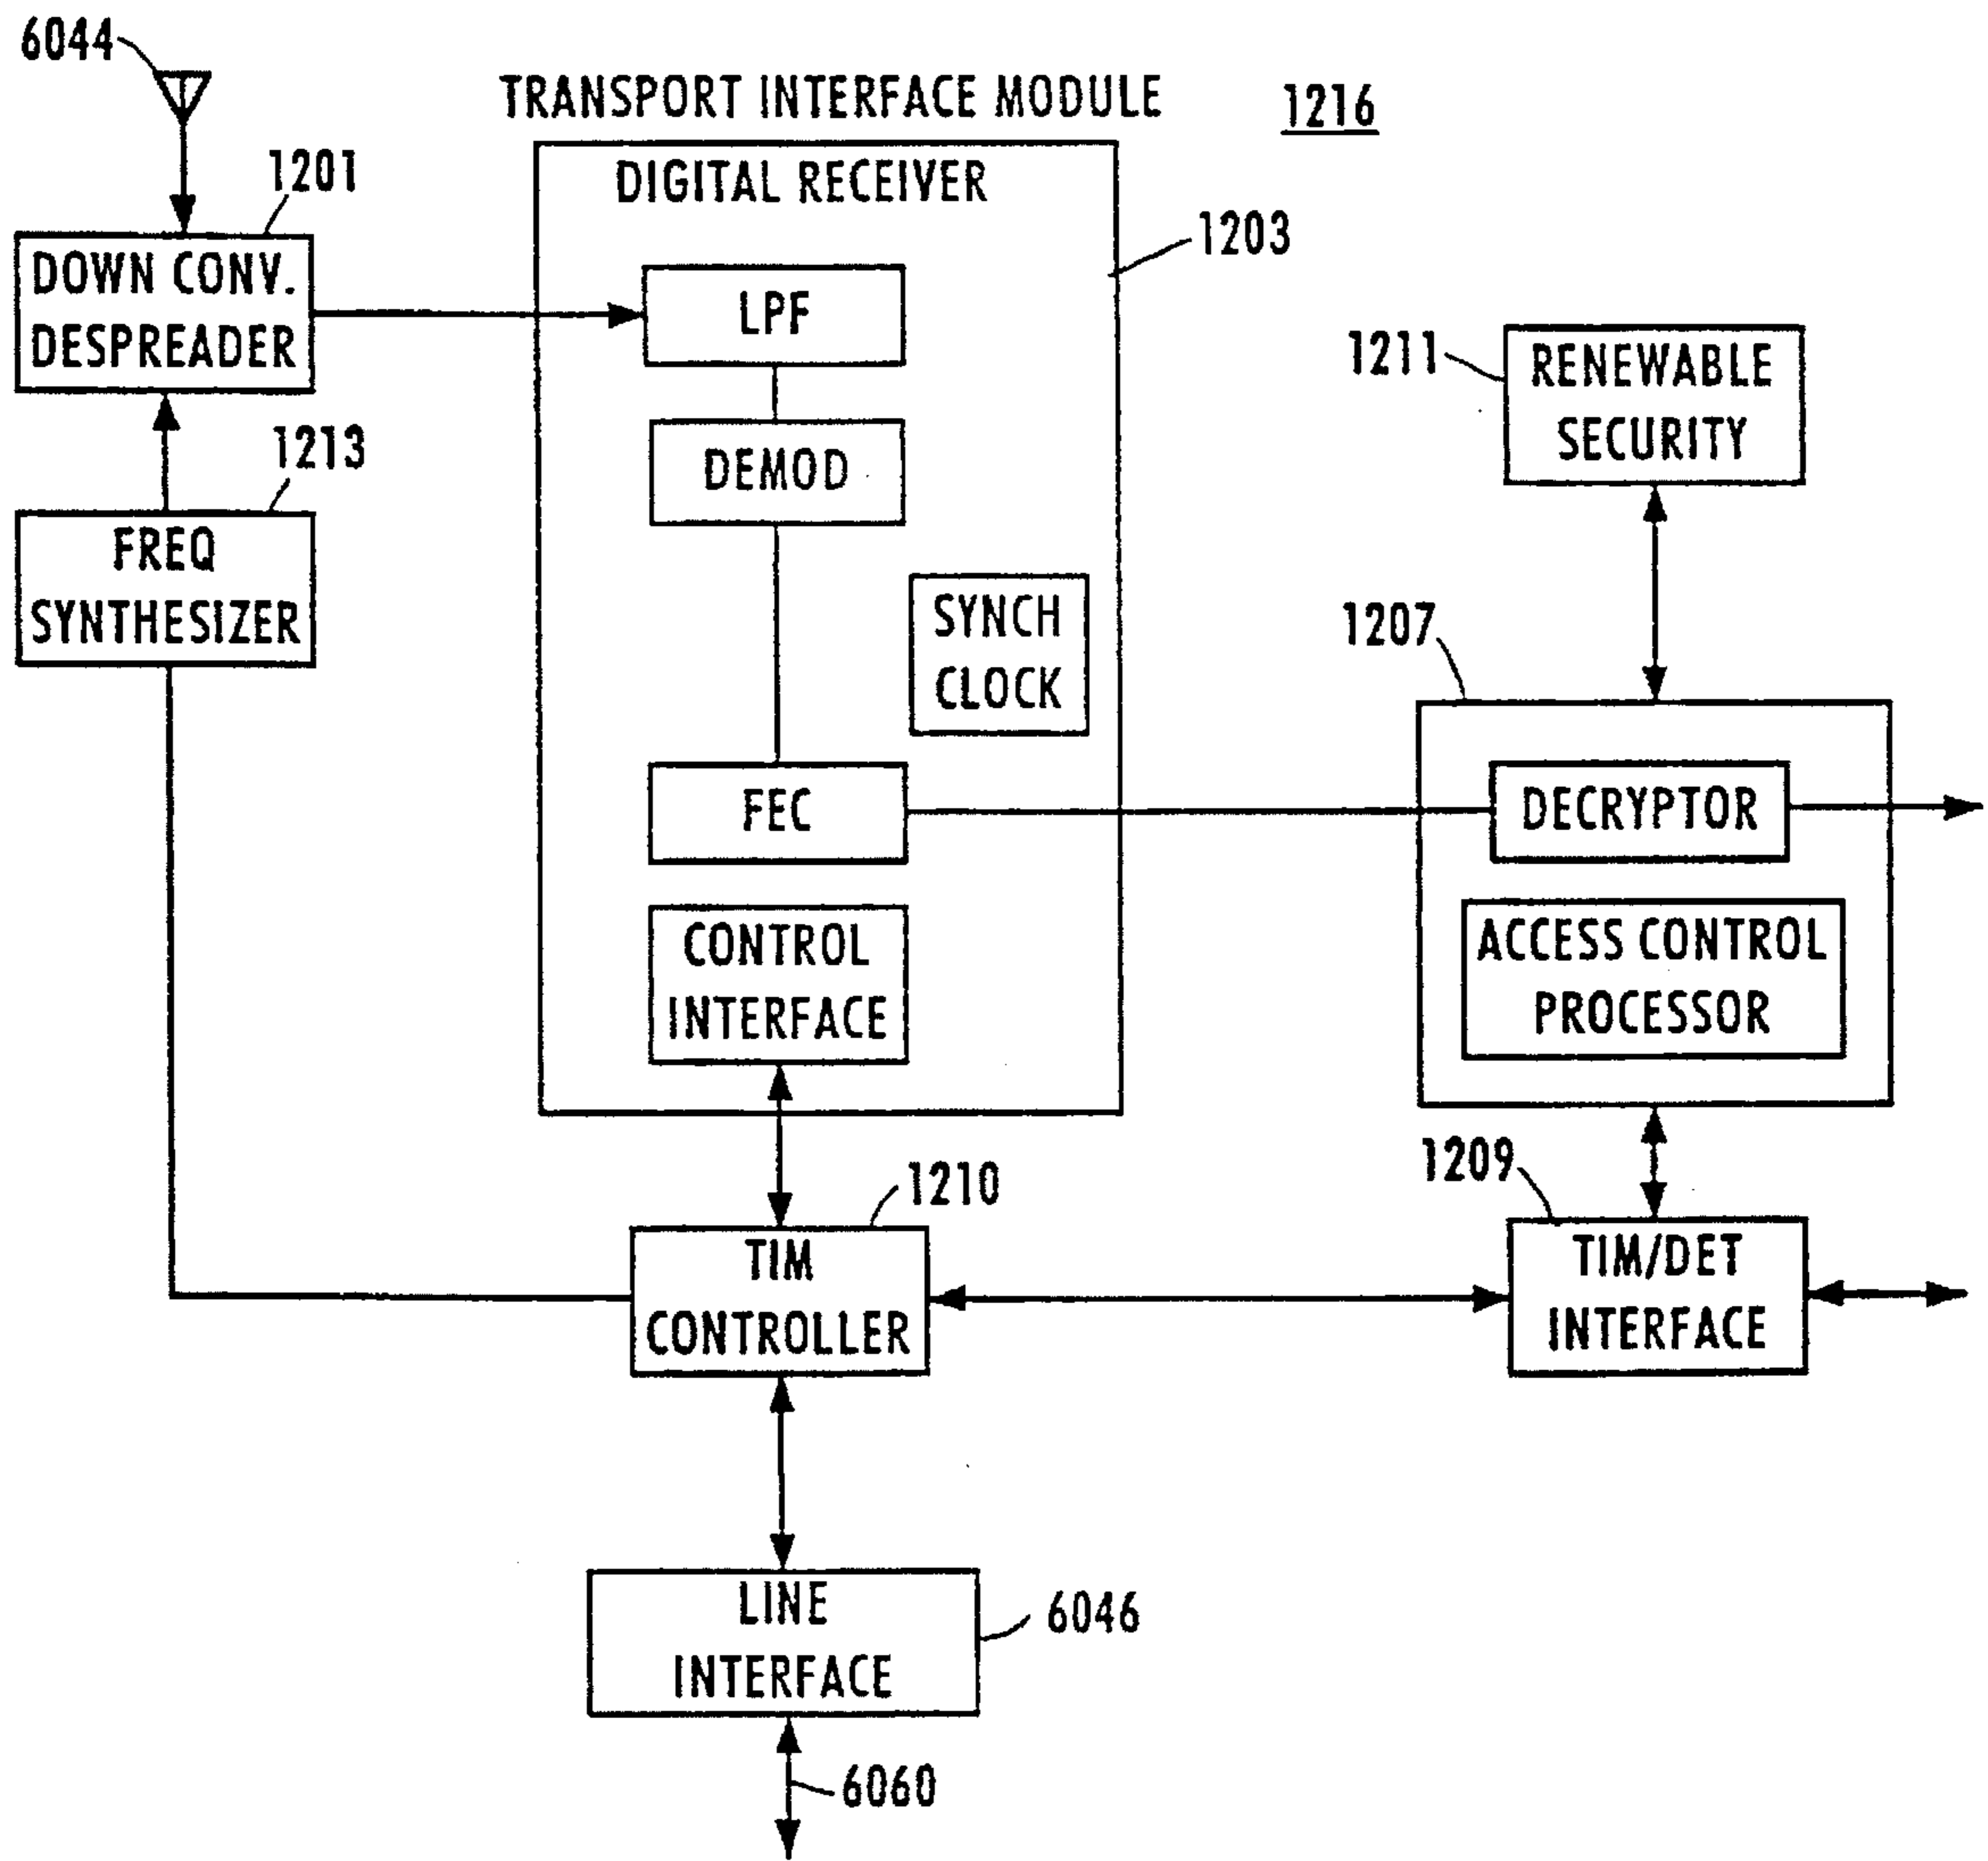 6044
TRANSPORT INTERFACE MODULE
1216
1201
DIGITAL RECEIVER
1203
DOWN CONV.
DESPREADER
LPF
1211
RENEWABLE
SECURITY
1213
DEMOD
FREQ
SYNTHESIZER
SYNCH
CLOCK
1207
FEC
DECRYPTOR
CONTROL
INTERFACE
ACCESS CONTROL
PROCESSOR
1210
1209
TIM
CONTROLLER
TIM/DET
INTERFACE
LINE
INTERFACE
6046
6060